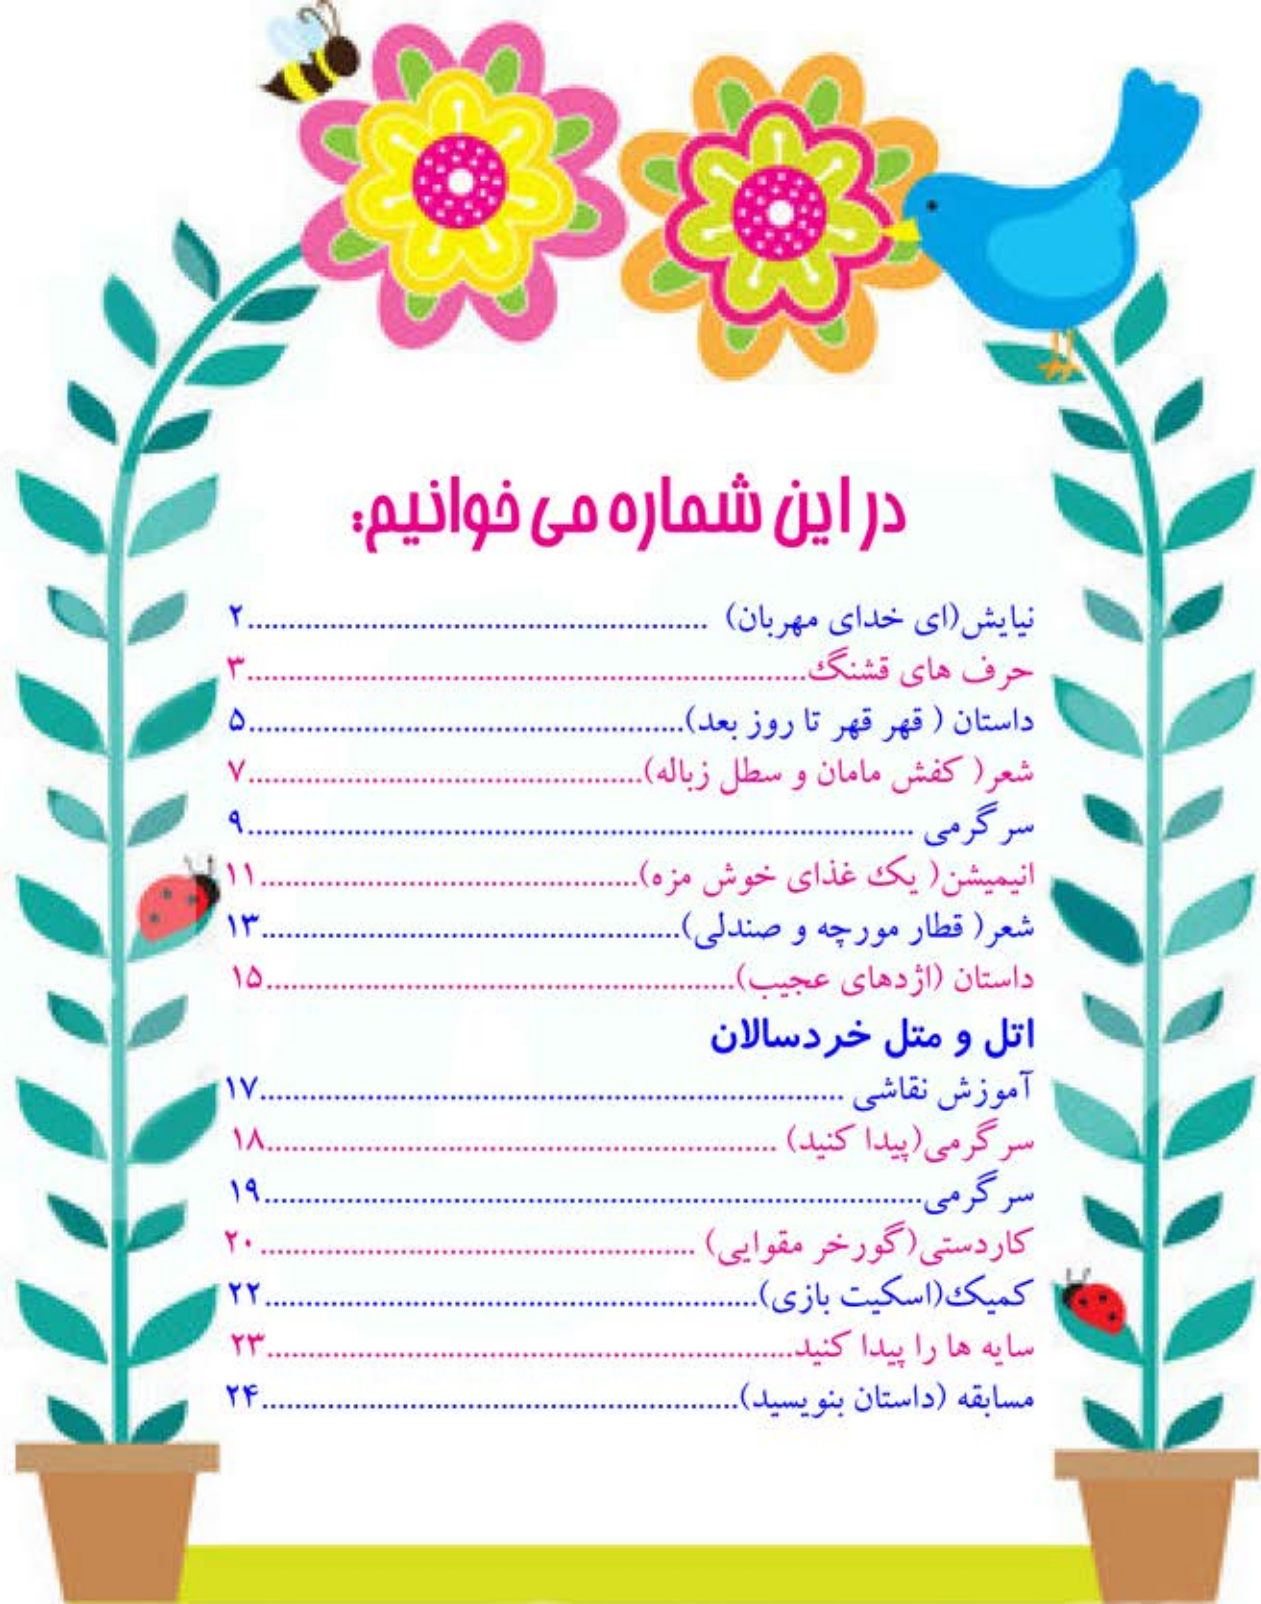 در این شماره می خوانیم:
نیایش(ای خدای مهربان) ......................................................۲
حرف های قشنگ.................................................................۳
داستان ( قهر قهر تا روز بعد)...................................................۵
شعر( کفش مامان و سطل زباله)..............................................۷
سرگرمی ..............................................................................۹
انیمیشن( یک غذای خوش مزه)............................................۱۱
شعر( قطار مورچه و صندلی).................................................۱۳
داستان (اژدهای عجیب)......................................................۱۵
اتل و متل خردسالان
آموزش نقاشی ....................................................................۱۷
سرگرمی(پیدا کنید) ............................................................۱۸
سرگرمی.............................................................................۱۹
کاردستی(گورخر مقوایی) ...................................................۲۰
کمیک(اسکیت بازی)..........................................................۲۲
سایه ها را پیدا کنید..............................................................۲۳
مسابقه (داستان بنویسید)........................................................۲۴